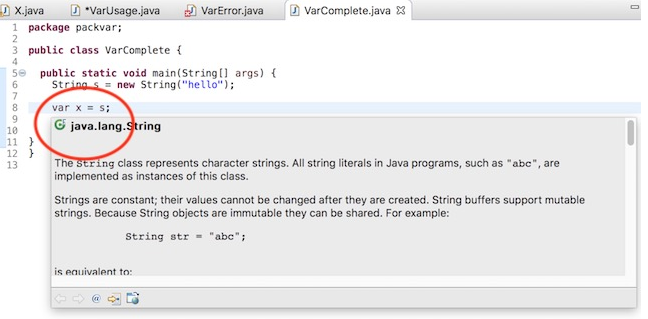 X.java *VarUsage.java VarError.java VarComplete.java
1 package packvar;
2
3 public class VarComplete {
4
5 public static void main(String[] args) {
6 String s = new String("hello");
7
8 var x = s;
9 java.lang.String
10
11 }
12 }
13
The String class represents character strings. All string literals in Java programs, such as "abc", are
implemented as instances of this class.
Strings are constant; their values cannot be changed after they are created. String buffers support mutable
strings. Because String objects are immutable they can be shared. For example:
String str = "abc";
is equivalent to:
@